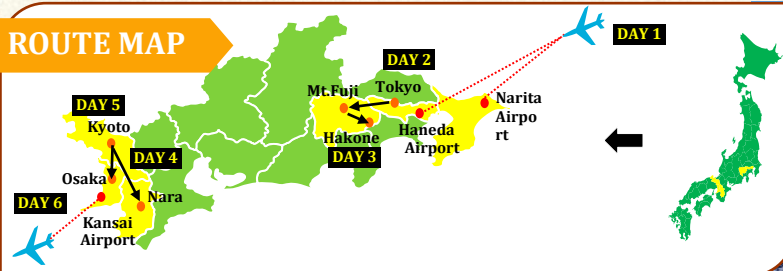 ROUTE MAP
DAY 1
DAY 2
Mt.Fuji
Tokyo
Narita
Airpo
rt
Haneda
Airport
Hakone
DAY 3
DAY 5
Kyoto
DAY 4
Osaka
Nara
DAY 6
Kansai
Airport